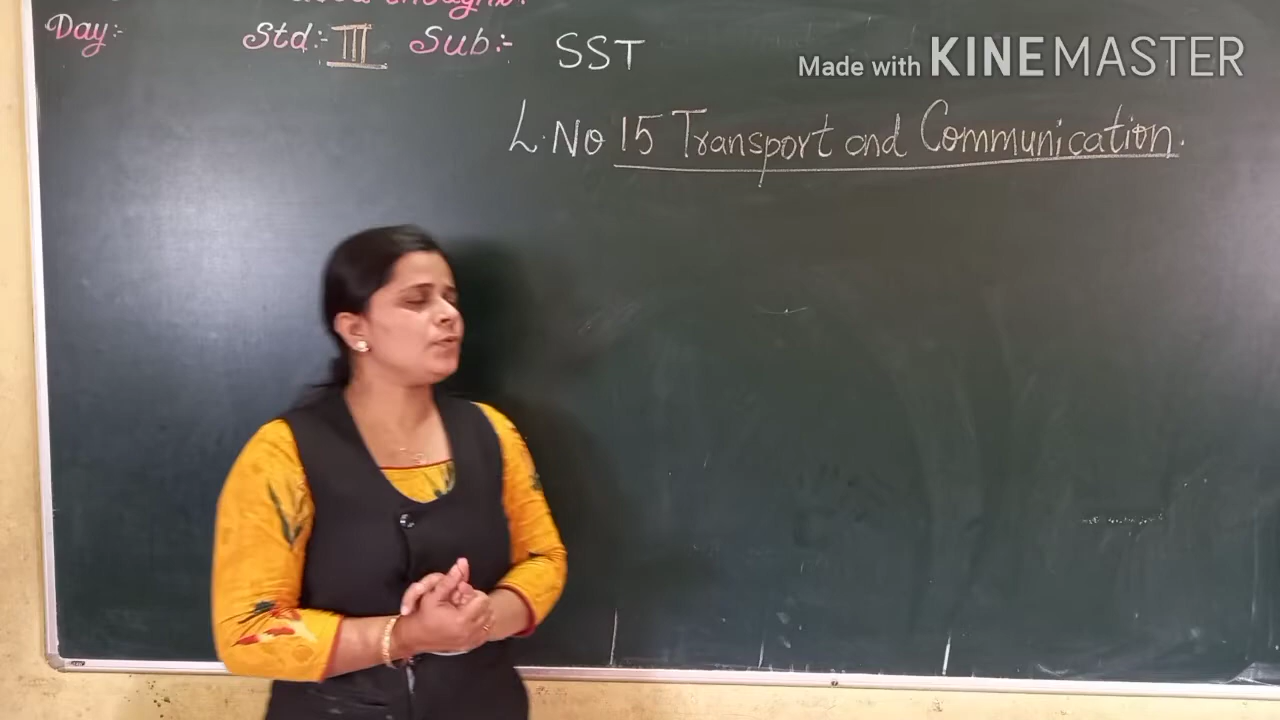 Day:- Std:- III Sub:- SST
Made with KINEMASTER
L.No 15 Transport and Communication.